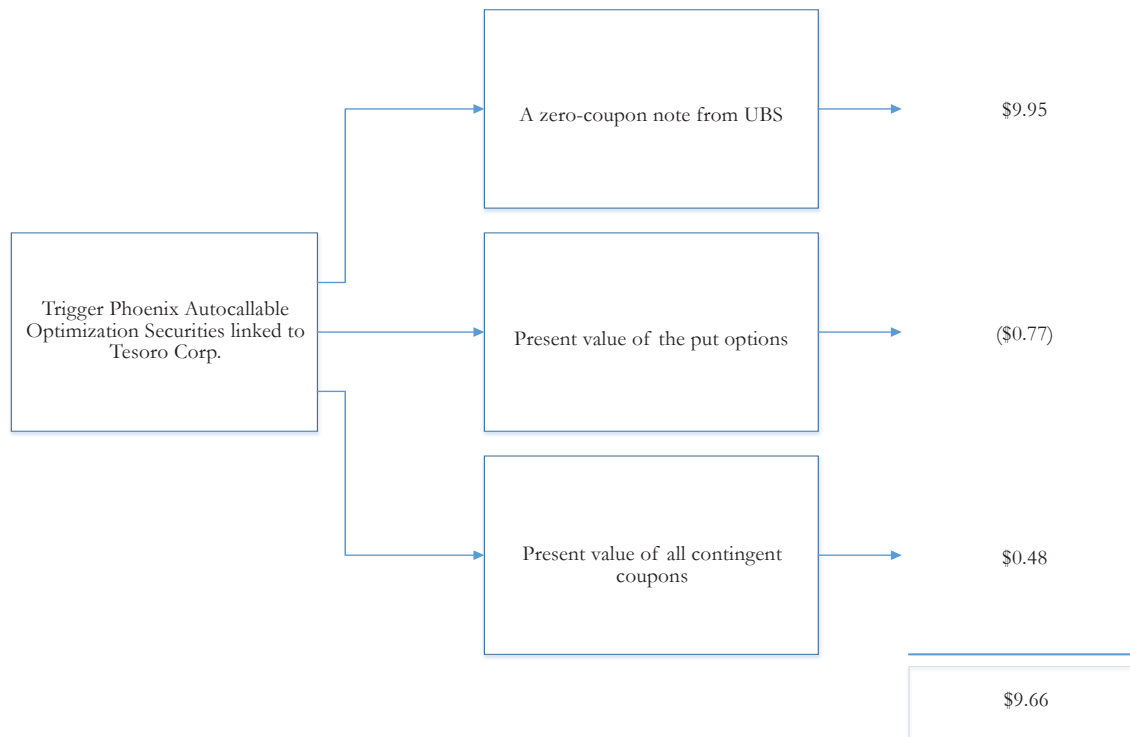 A zero-coupon note from UBS
$9.95
Trigger Phoenix Autocallable
Optimization Securities linked to
Tesoro Corp.
Present value of the put options
($0.77)
Present value of all contingent
coupons
$0.48
$9.66